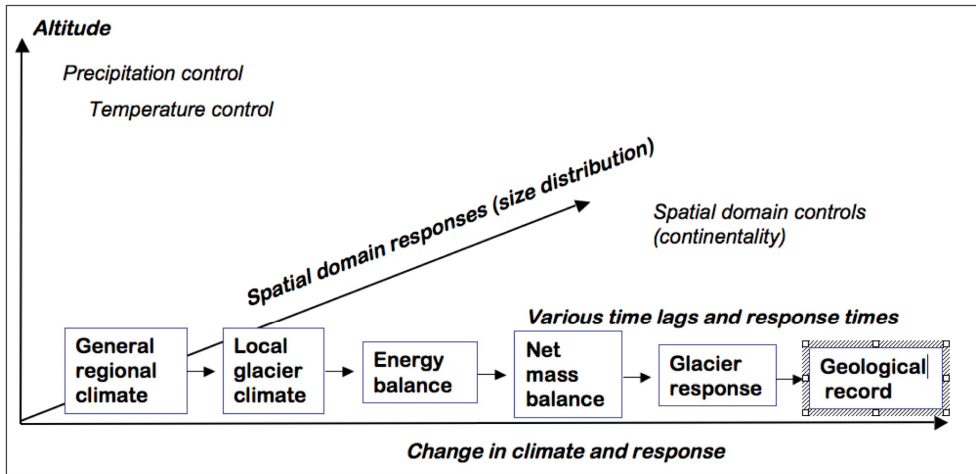 Altitude
Precipitation control
Temperature control
Spatial domain responses (size distribution)
Spatial domain controls
(continentality)
Various time lags and response times
General
regional
climate
Local
glacier
climate
Energy
balance
Net
mass
balance
Glacier
response
Geological
record
Change in climate and response